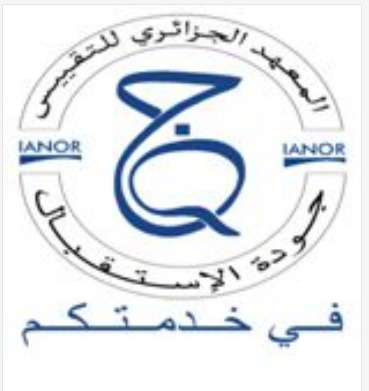 المعهد الجزائري للتقييس
IANOR
IANOR
جودة الإستقبال
في خدمتكم